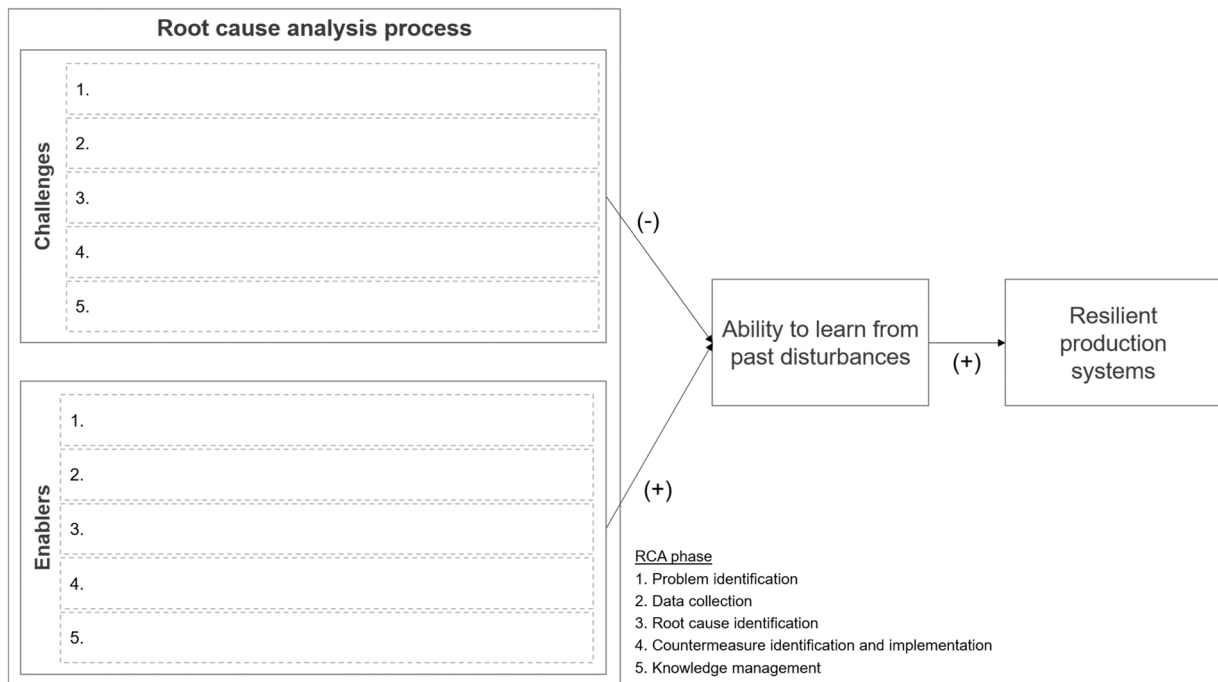 Root cause analysis process
Challenges
1.
2.
3.
4.
5.
Enablers
1.
2.
3.
4.
5.
(-)
(+)
Ability to learn from
past disturbances
(+)
Resilient
production
systems
RCA phase
1. Problem identification
2. Data collection
3. Root cause identification
4. Countermeasure identification and implementation
5. Knowledge management